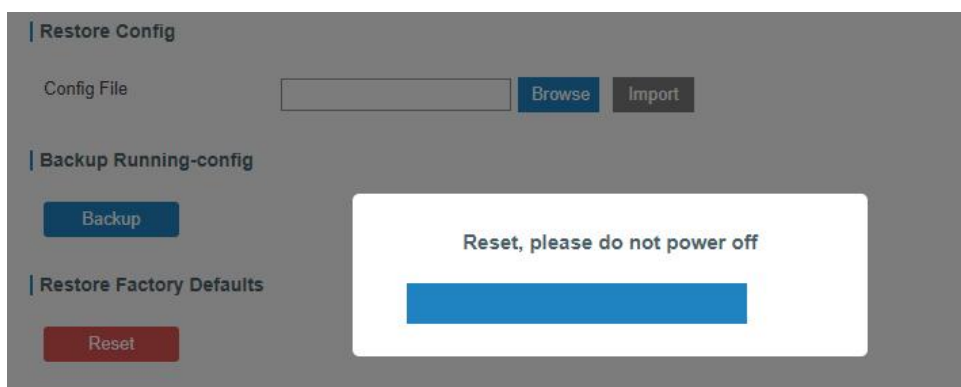 Restore Config
Config File
Browse
Import
Backup Running-config
Backup
Reset, please do not power off
Restore Factory Defaults
Reset